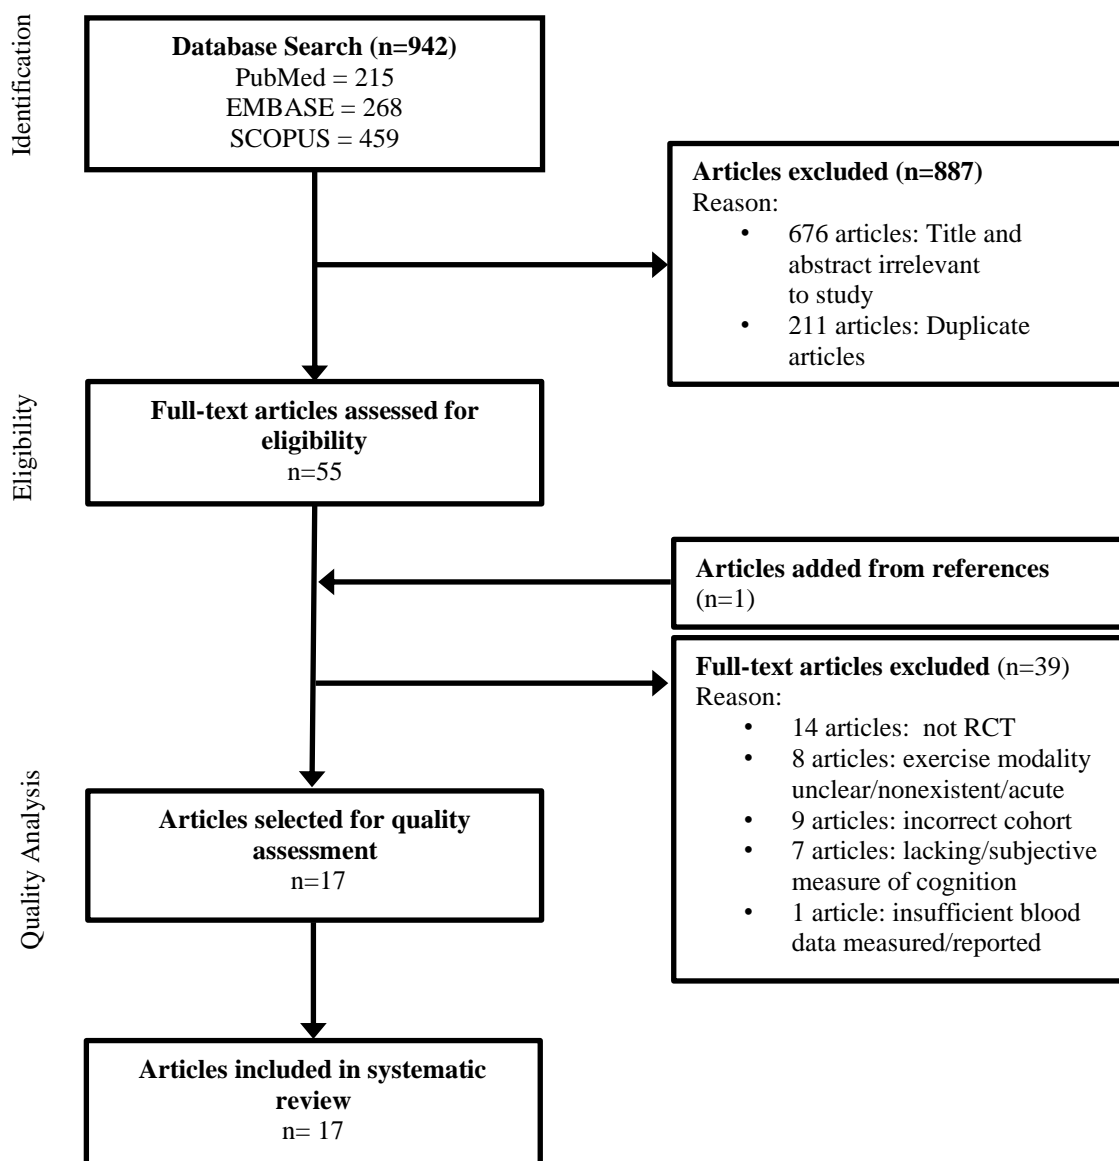 Identification
Database Search (n=942)
PubMed = 215
EMBASE = 268
SCOPUS = 459
Articles excluded (n=887)
Reason:
• 676 articles: Title and
abstract irrelevant
to study
• 211 articles: Duplicate
articles
Eligibility
Full-text articles assessed for
eligibility
n=55
Articles added from references
(n=1)
Full-text articles excluded (n=39)
Reason:
• 14 articles:  not RCT
• 8 articles: exercise modality
unclear/nonexistent/acute
• 9 articles: incorrect cohort
• 7 articles: lacking/subjective
measure of cognition
• 1 article: insufficient blood
data measured/reported
Quality Analysis
Articles selected for quality
assessment
n=17
Articles included in systematic
review
n= 17